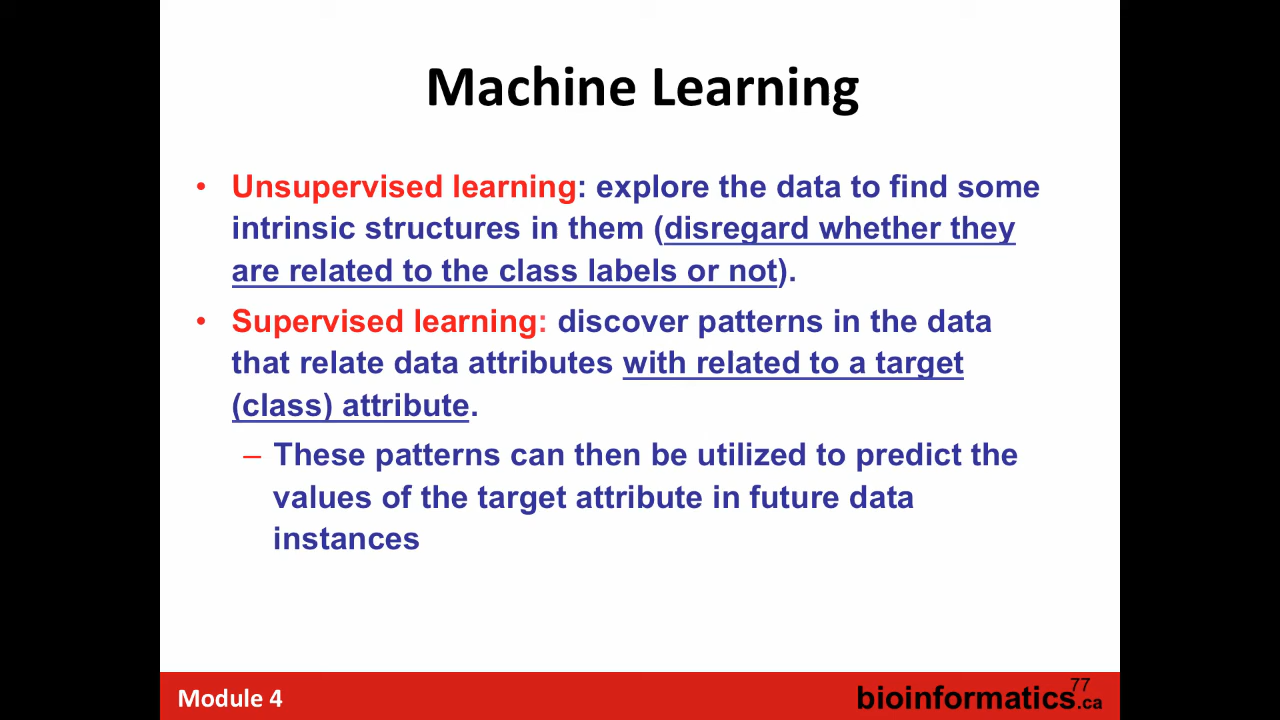 Machine Learning
• Unsupervised learning: explore the data to find some
intrinsic structures in them (disregard whether they
are related to the class labels or not).
• Supervised learning: discover patterns in the data
that relate data attributes with related to a target
(class) attribute.
– These patterns can then be utilized to predict the
values of the target attribute in future data
instances
Module 4
77
bioinformatics.ca